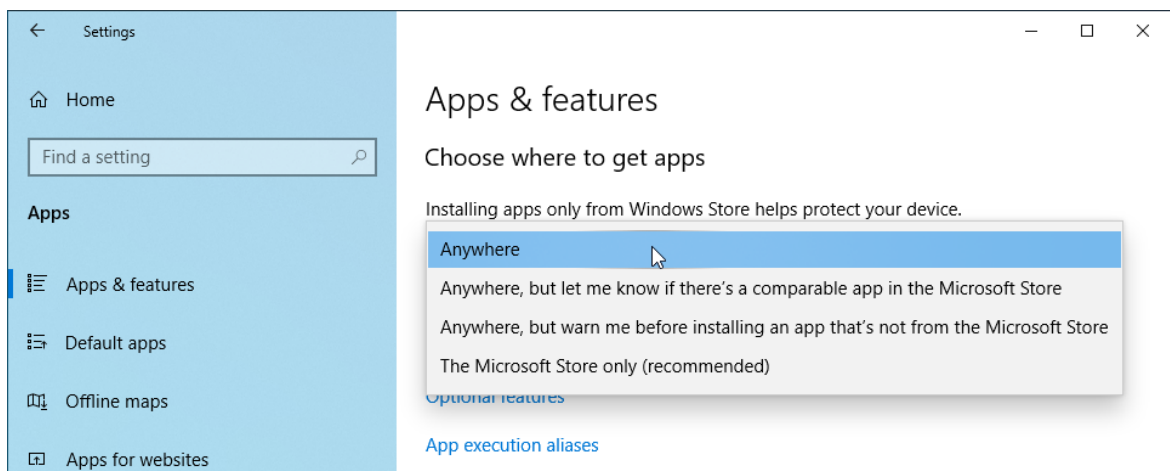 Settings
Home
Find a setting
Apps
Apps & features
Default apps
Offline maps
Apps for websites
Apps & features
Choose where to get apps
Installing apps only from Windows Store helps protect your device.
Anywhere
Anywhere, but let me know if there's a comparable app in the Microsoft Store
Anywhere, but warn me before installing an app that's not from the Microsoft Store
The Microsoft Store only (recommended)
Optional features
App execution aliases